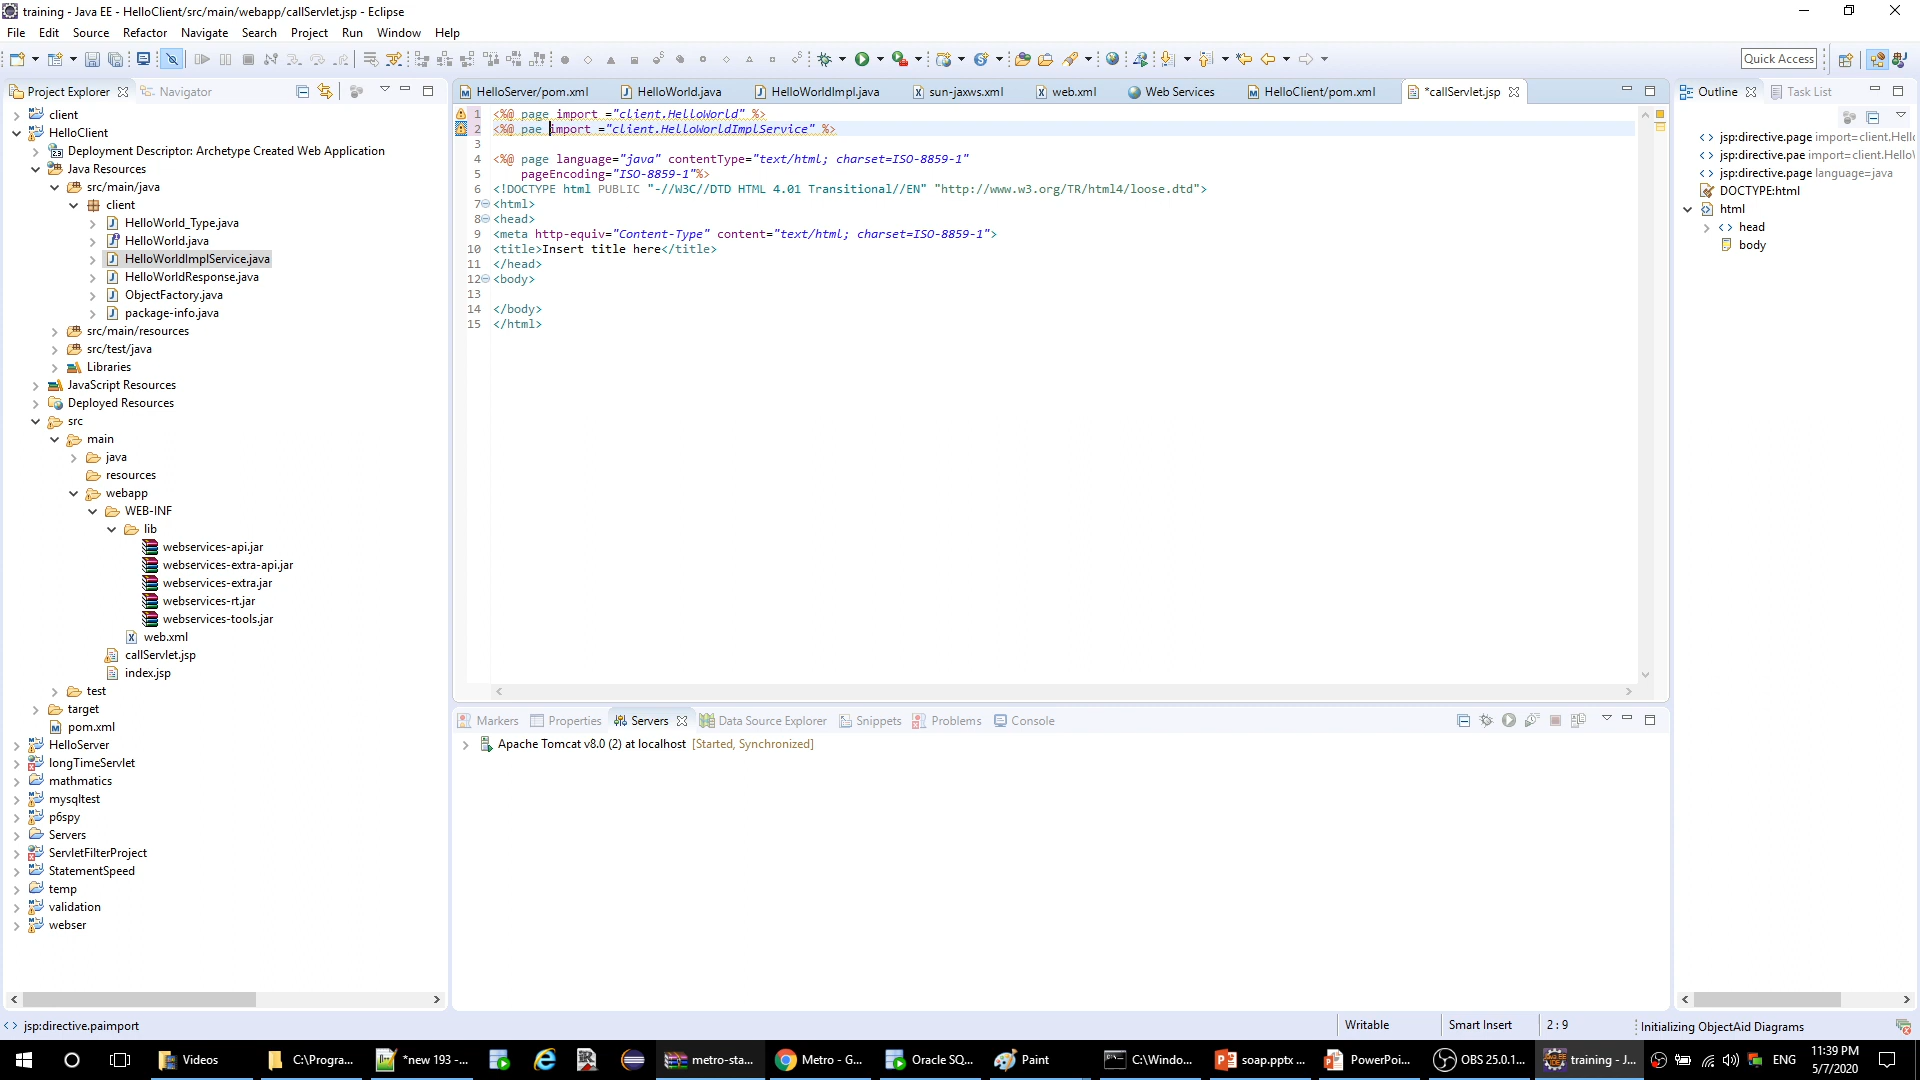 training - Java EE - HelloClient/src/main/webapp/callServlet.jsp - Eclipse
File Edit Source Refactor Navigate Search Project Run Window Help
Quick Access
Project Explorer
Navigator
client
HelloClient
Deployment Descriptor: Archetype Created Web Application
Java Resources
src/main/java
client
HelloWorld_Type.java
HelloWorld.java
HelloWorldImplService.java
HelloWorldResponse.java
ObjectFactory.java
package-info.java
src/main/resources
src/test/java
Libraries
JavaScript Resources
Deployed Resources
src
main
java
resources
webapp
WEB-INF
lib
webservices-api.jar
webservices-extra-api.jar
webservices-extra.jar
webservices-rt.jar
webservices-tools.jar
web.xml
callServlet.jsp
index.jsp
test
target
pom.xml
HelloServer
longTimeServlet
mathmatics
mysqltest
p6spy
Servers
ServletFilterProject
StatementSpeed
temp
validation
webser
HelloServer/pom.xml HelloWorld.java HelloWorldImpl.java sun-jaxws.xml web.xml Web Services HelloClient/pom.xml *callServlet.jsp
1 <%@ page import ="client.HelloWorld" %>
2 <%@ pae import ="client.HelloWorldImplService" %>
3
4 <%@ page language="java" contentType="text/html; charset=ISO-8859-1"
5 pageEncoding="ISO-8859-1"%>
6 <!DOCTYPE html PUBLIC "-//W3C//DTD HTML 4.01 Transitional//EN" "http://www.w3.org/TR/html4/loose.dtd">
7 <html>
8 <head>
9 <meta http-equiv="Content-Type" content="text/html; charset=ISO-8859-1">
10 <title>Insert title here</title>
11 </head>
12 <body>
13
14 </body>
15 </html>
Outline
Task List
jsp:directive.page import=client.Hell
jsp:directive.pae import=client.Hello
jsp:directive.page language=java
DOCTYPE:html
html
head
body
Markers Properties Servers Data Source Explorer Snippets Problems Console
Apache Tomcat v8.0 (2) at localhost [Started, Synchronized]
jsp:directive.paimport
Writable
Smart Insert
2 : 9
Initializing ObjectAid Diagrams
Videos
C:\Progra...
*new 193 -...
metro-sta...
Metro - G...
Oracle SQ...
Paint
C:\Windo...
soap.pptx ...
PowerPoi...
OBS 25.0.1...
training - J...
ENG
11:39 PM
5/7/2020